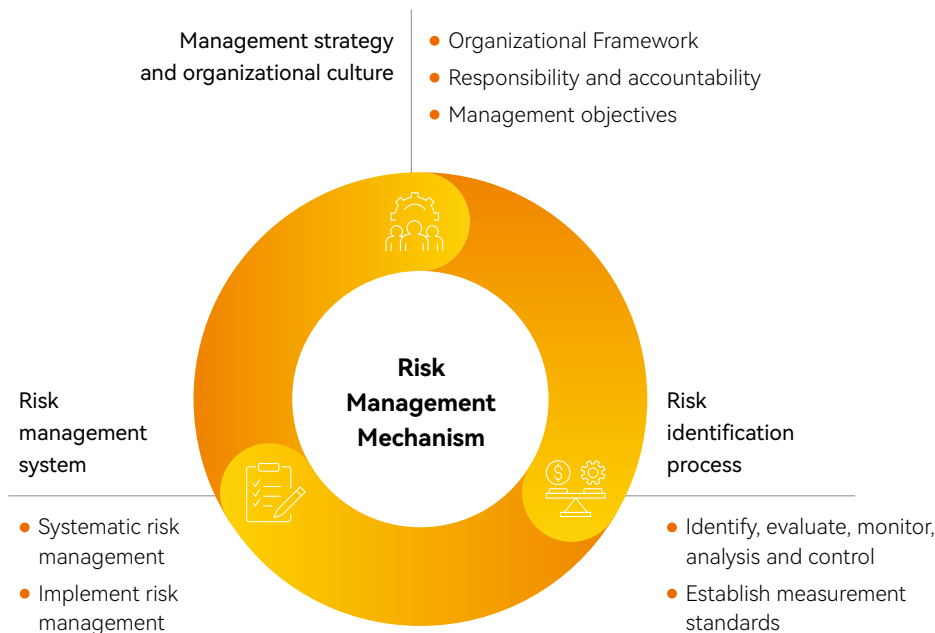 Management strategy
and organizational culture
• Organizational Framework
• Responsibility and accountability
• Management objectives
Risk
Management
Mechanism
Risk
management
system
• Systematic risk
management
• Implement risk
management
Risk
identification
process
• Identify, evaluate, monitor,
analysis and control
• Establish measurement
standards
$